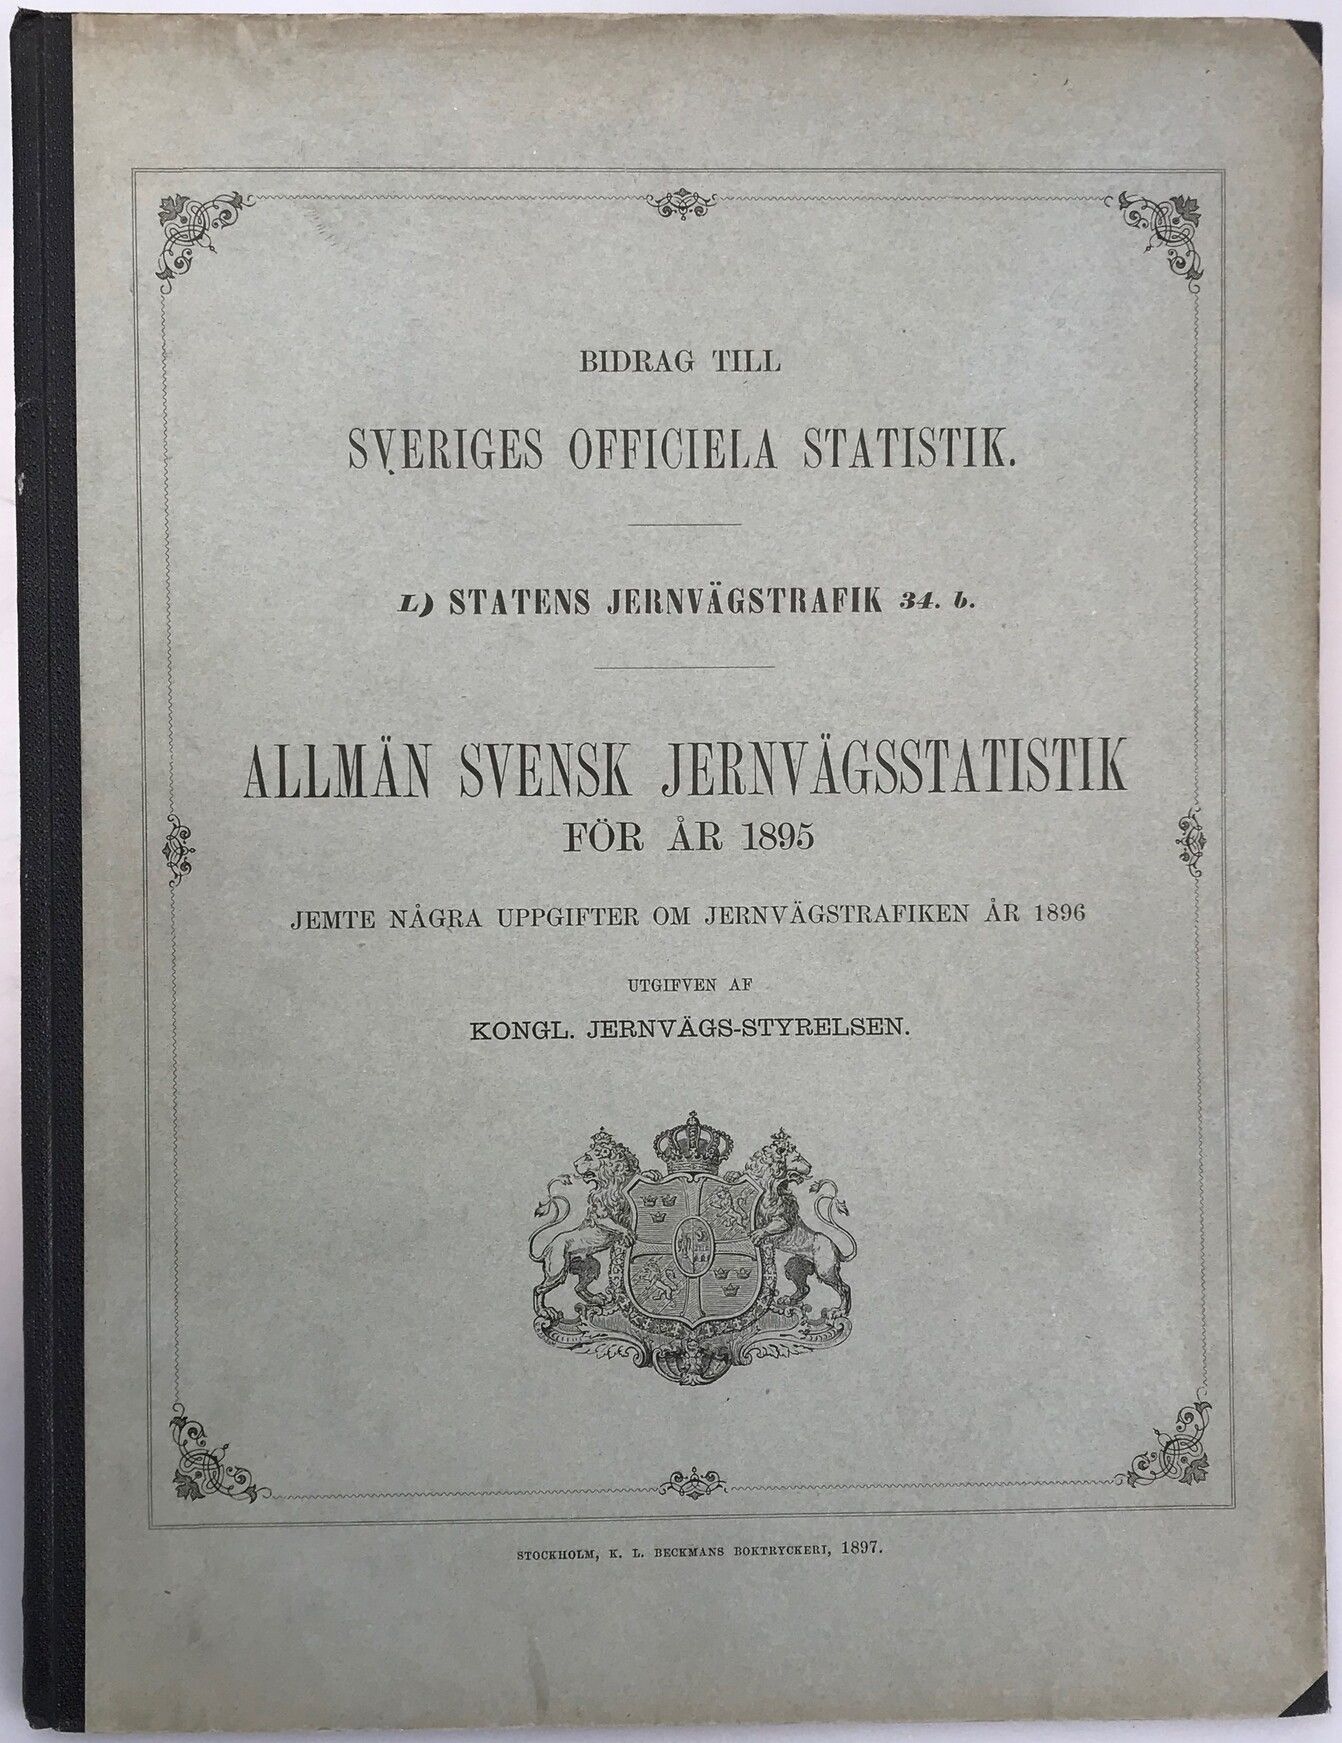 BIDRAG TILL
SVERIGES OFFICIELA STATISTIK.
L) STATENS JERNVÄGSTRAFIK 34. b.
ALLMÄN SVENSK JERNVÄGSSTATISTIK
FÖR ÅR 1895
JEMTE NÅGRA UPPGIFTER OM JERNVÄGSTRAFIKEN ÅR 1896
UTGIFVEN AF
KONGL. JERNVÄGS-STYRELSEN.
STOCKHOLM, K. L. BECKMANS BOKTRYCKERI, 1897.